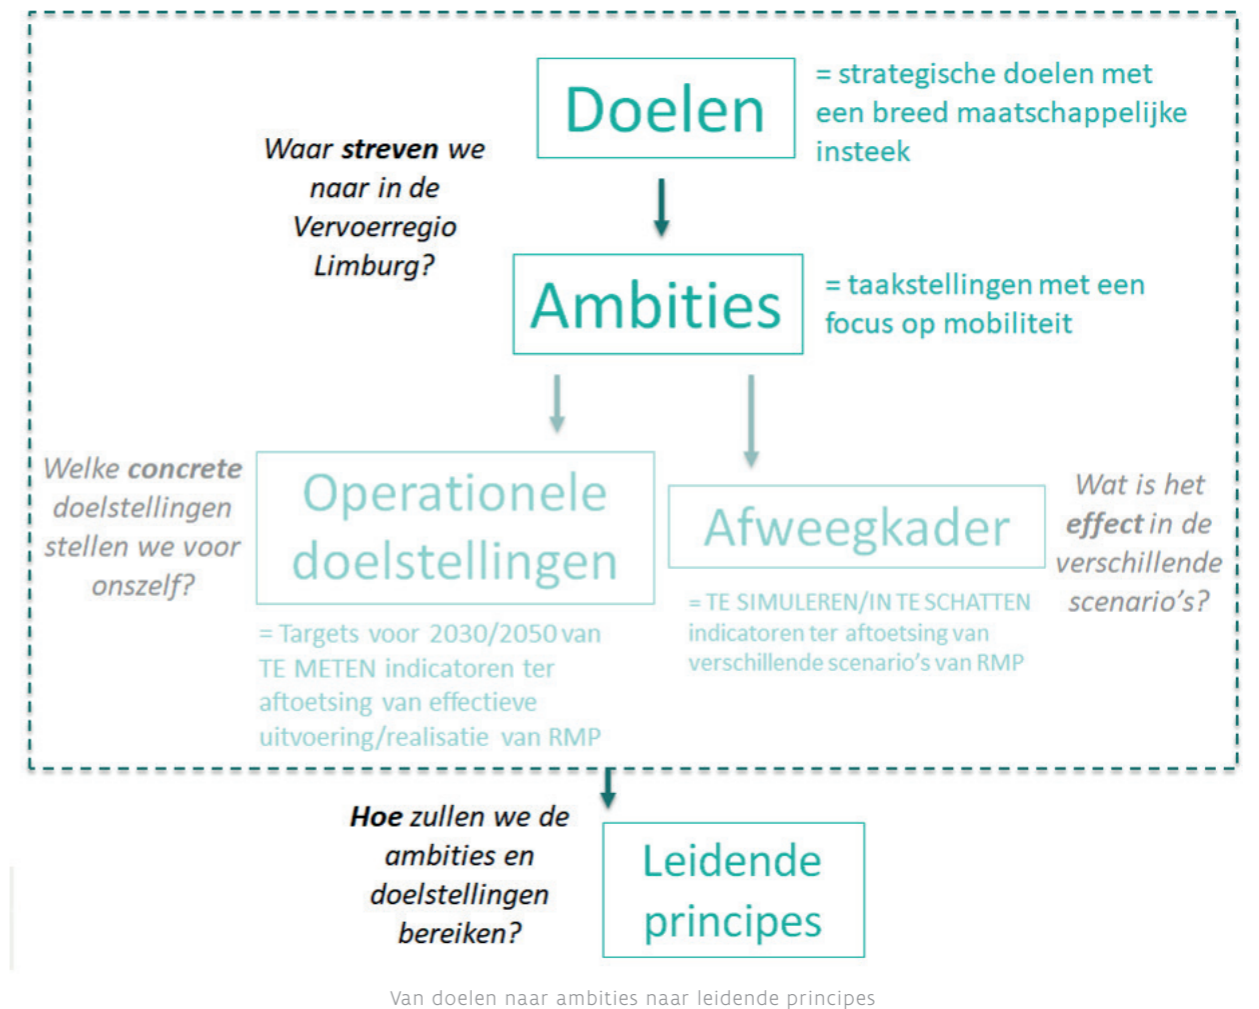 Doelen
= strategische doelen met
een breed maatschappelijke
insteek
Waar streven we
naar in de
Vervoerregio
Limburg?
Ambities
= taakstellingen met een
focus op mobiliteit
Welke concrete
doelstellingen
stellen we voor
onszelf?
Operationele
doelstellingen
= Targets voor 2030/2050 van
TE METEN indicatoren ter
aftoetsing van effectieve
uitvoering/realisatie van RMP
Afweegkader
= TE SIMULEREN/IN TE SCHATTEN
indicatoren ter aftoetsing van
verschillende scenario's van RMP
Wat is het
effect in de
verschillende
scenario's?
Hoe zullen we de
ambities en
doelstellingen
bereiken?
Leidende
principes
Van doelen naar ambities naar leidende principes